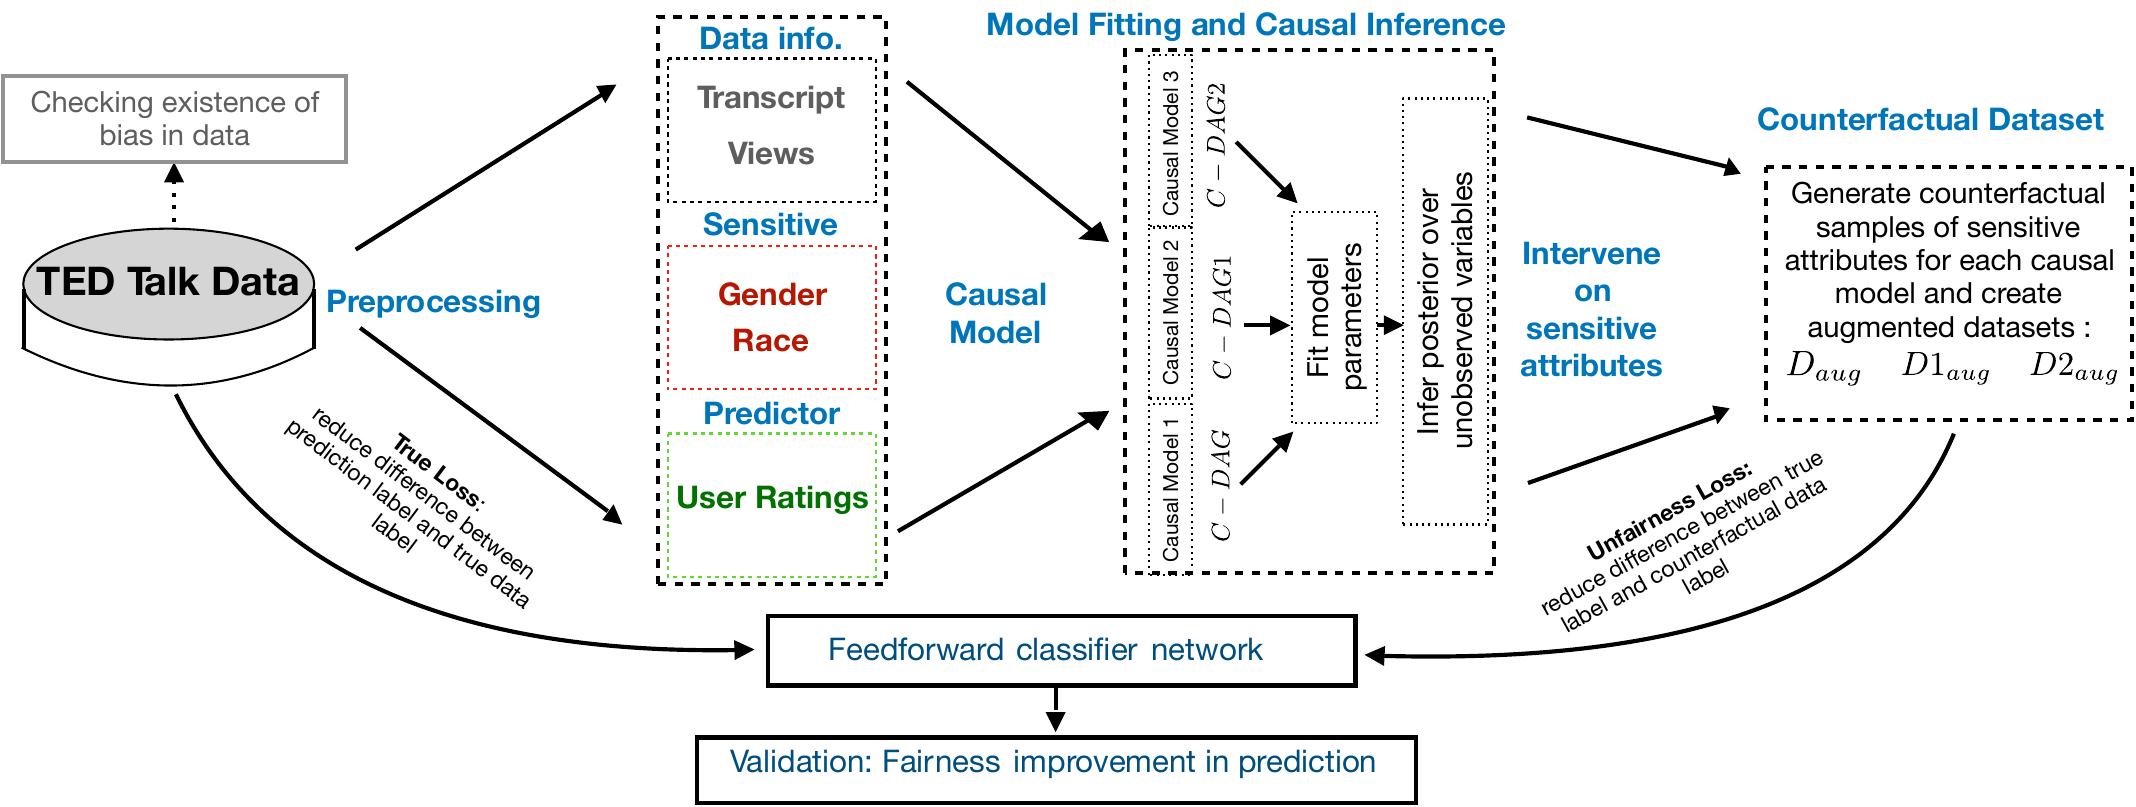 Checking existence of
bias in data
TED Talk Data
Preprocessing
True Loss:
reduce difference between
prediction label and true data
label
Data info.
Transcript
Views
Sensitive
Gender
Race
Predictor
User Ratings
Causal
Model
Model Fitting and Causal Inference
Causal Model 3
C − DAG2
Causal Model 2
C − DAG1
Causal Model 1
C − DAG
Fit model
parameters
Infer posterior over
unobserved variables
Intervene
on
sensitive
attributes
Counterfactual Dataset
Generate counterfactual
samples of sensitive
attributes for each causal
model and create
augmented datasets :
D_aug D1_aug D2_aug
Unfairness Loss:
reduce difference between true
label and counterfactual data
label
Feedforward classifier network
Validation: Fairness improvement in prediction